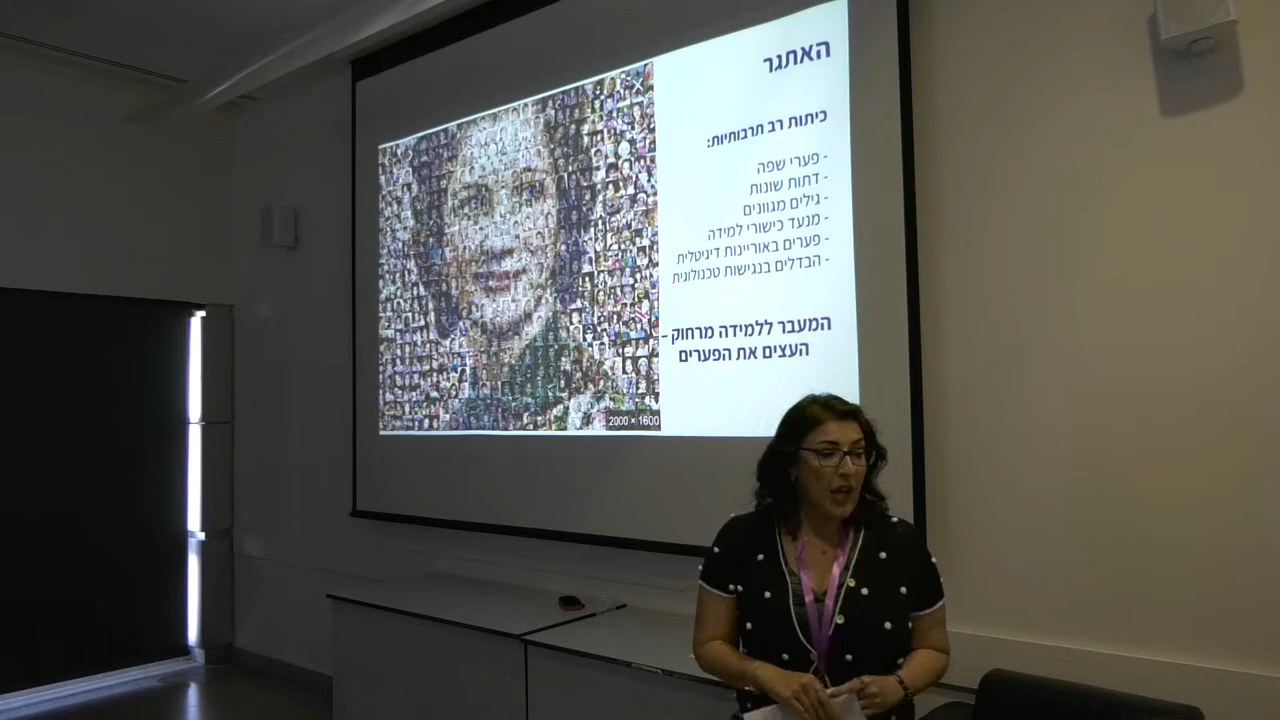 האתגר
כיתות רב תרבותיות:
- פערי שפה
- דתות שונות
- גילים מגוונים
- מנעד כישורי למידה
- פערים באוריינות דיגיטלית
- הבדלים בנגישות טכנולוגית
המעבר ללמידה מרחוק –
העצים את הפערים
2000 × 1600